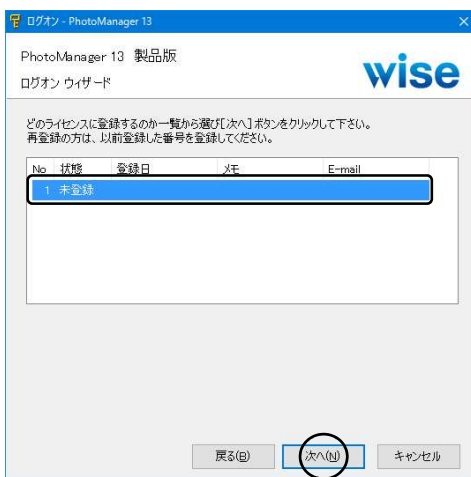 ログオン - PhotoManager 13
PhotoManager 13 製品版
ログオン ウィザード
wise
どのライセンスに登録するのか一覧から選び[次へ]ボタンをクリックして下さい。
再登録の方は、以前登録した番号を登録してください。
No 状態 登録日 メモ E-mail
1 未登録
戻る(B) 次へ(N) キャンセル